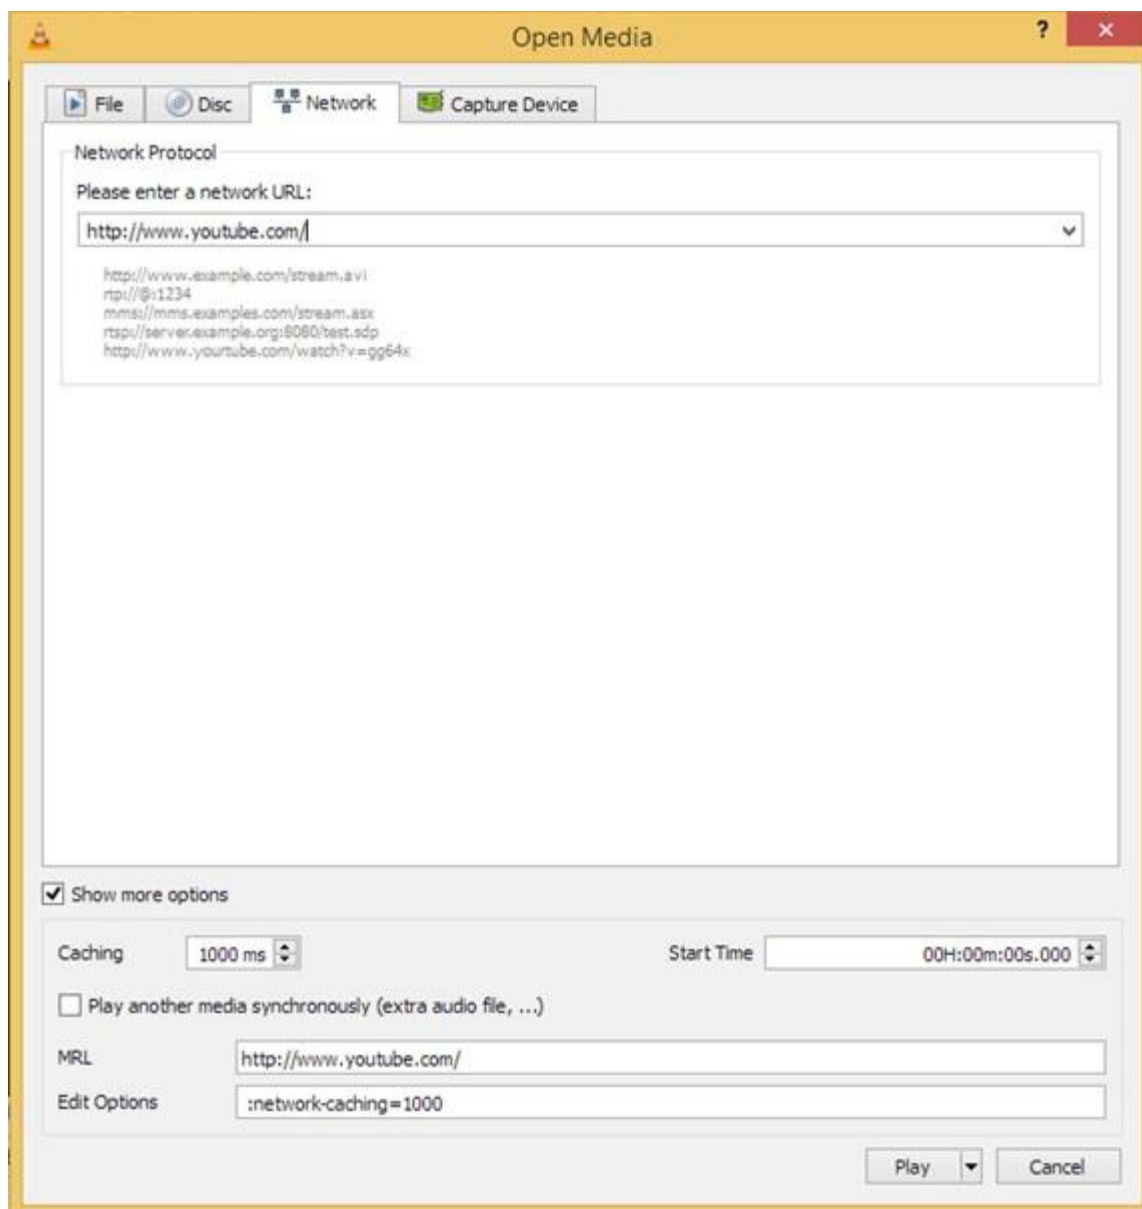 Open Media
?
File Disc Network Capture Device
Network Protocol
Please enter a network URL:
http://www.youtube.com/
http://www.example.com/stream.avi
rtp://@:1234
mms://mms.examples.com/stream.asx
rtsp://server.example.org:8080/test.sdp
http://www.yourtube.com/watch?v=gg64x
Show more options
Caching 1000 ms Start Time 00H:00m:00s.000
Play another media synchronously (extra audio file, ...)
MRL http://www.youtube.com/
Edit Options :network-caching=1000
Play Cancel